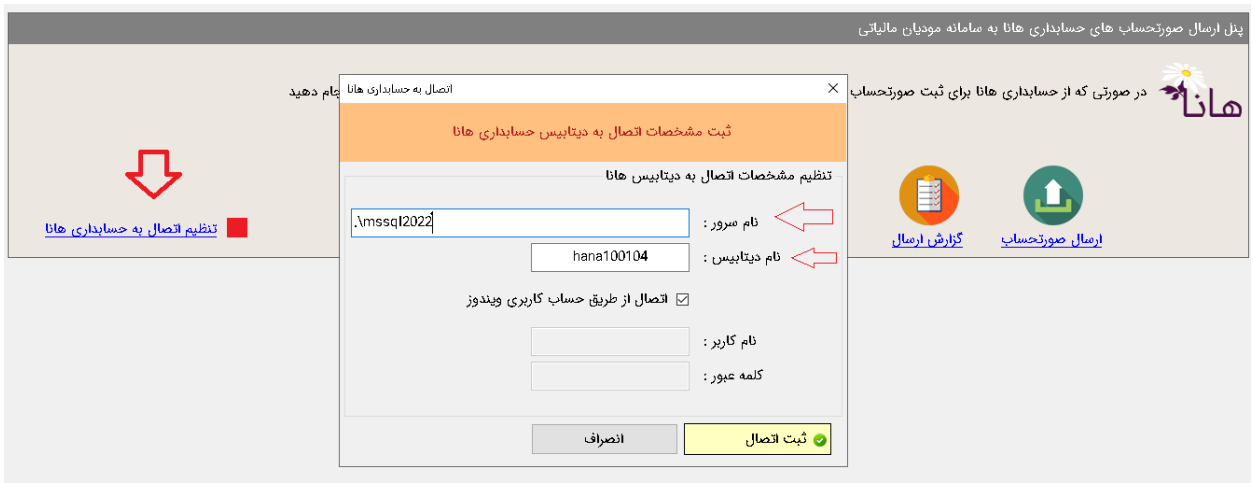 پنل ارسال صورتحساب های حسابداری هانا به سامانه مودیان مالیاتی
هانا
در صورتی که از حسابداری هانا برای ثبت صورتحساب
دهید
ارسال صورتحساب
گزارش ارسال
تنظیم اتصال به حسابداری هانا
اتصال به حسابداری هانا
ثبت مشخصات اتصال به دیتابیس حسابداری هانا
تنظیم مشخصات اتصال به دیتابیس هانا
نام سرور : .\mssql2022
نام دیتابیس : hana100104
اتصال از طریق حساب کاربری ویندوز
نام کاربر :
کلمه عبور :
ثبت اتصال
انصراف